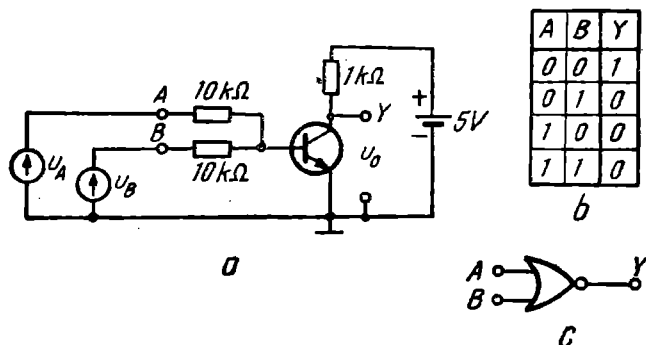 A 10kΩ
B
10kΩ
u_A
u_B
1kΩ
Y
u_0
+
−
5V
a
A B Y
0 0 1
0 1 0
1 0 0
1 1 0
b
A
B
Y
c